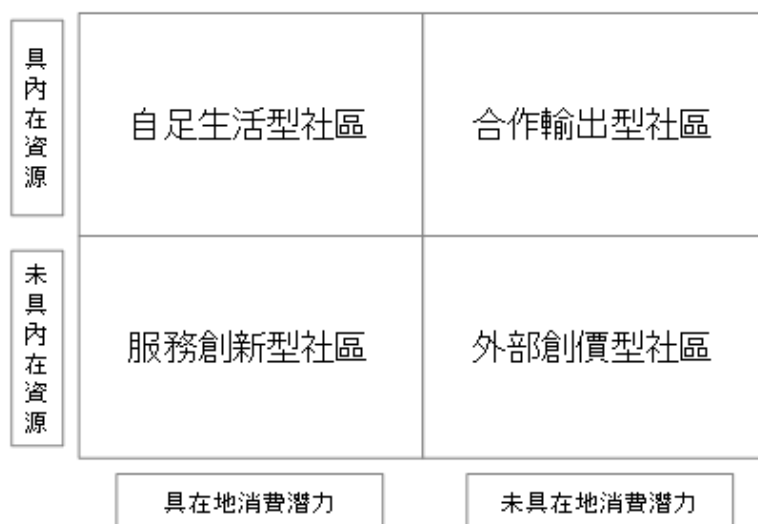 具內在資源
自足生活型社區
合作輸出型社區
未具內在資源
服務創新型社區
外部創價型社區
具在地消費潛力
未具在地消費潛力